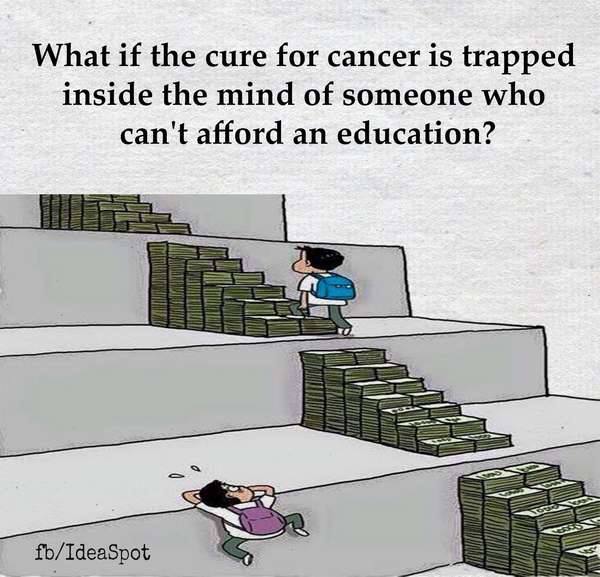 What if the cure for cancer is trapped
inside the mind of someone who
can't afford an education?
fb/IdeaSpot